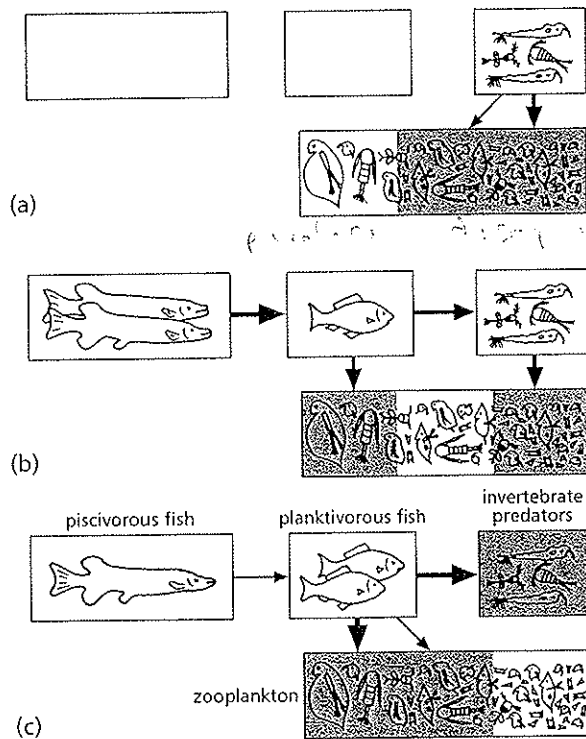 (a)
(b)
piscivorous fish planktivorous fish invertebrate
predators
zooplankton
(c)